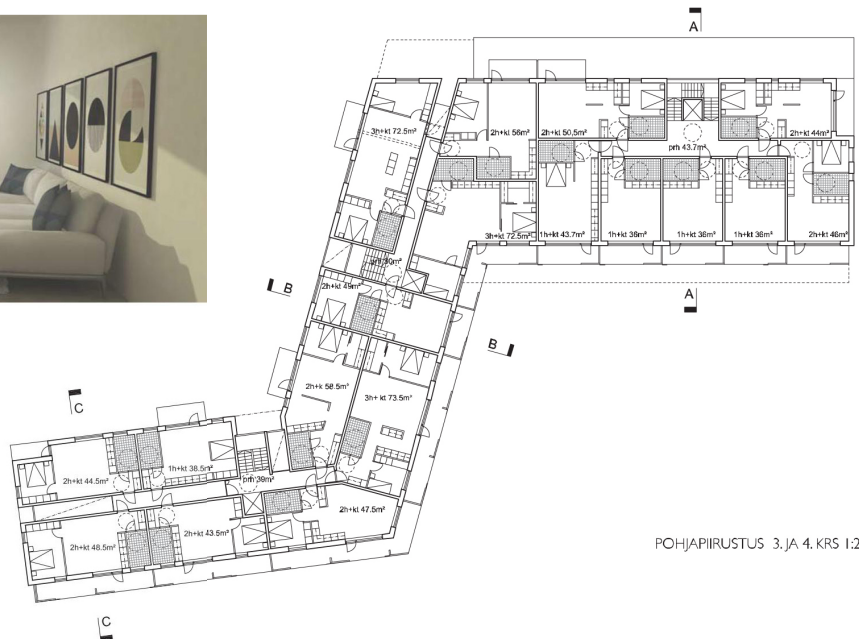 A
3h+kt 72.5m²
2h+kt 56m²
2h+kt 50,5m²
2h+kt 44m²
prh 43.7m²
3h+kt 72.5m²
1h+kt 43.7m²
1h+kt 36m²
1h+kt 36m²
1h+kt 36m²
2h+kt 46m²
prh 30m²
B
2h+kt 49m²
A
B
2h+k 58.5m²
3h+ kt 73.5m²
C
2h+kt 44.5m²
1h+kt 38.5m²
prh 39m²
2h+kt 47.5m²
2h+kt 48.5m²
2h+kt 43.5m²
POHJAPIIRUSTUS 3. JA 4. KRS 1:2
C